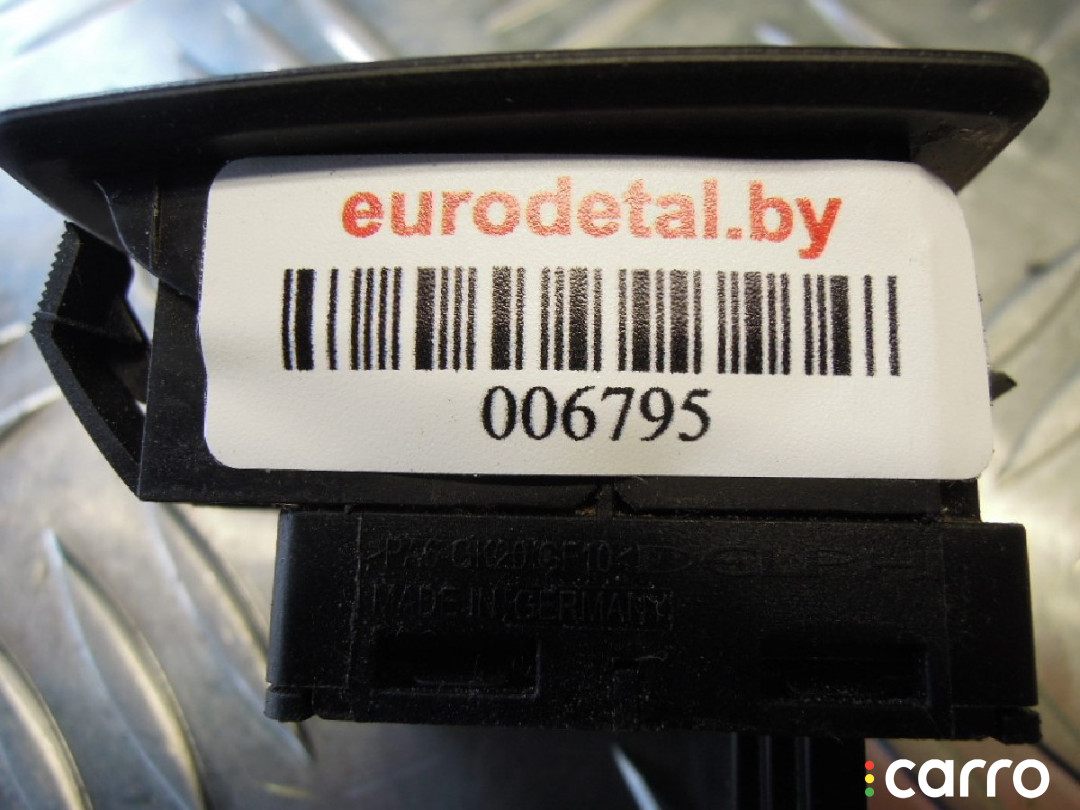 eurodetal.by
006795
MADE IN GERMANY
carro